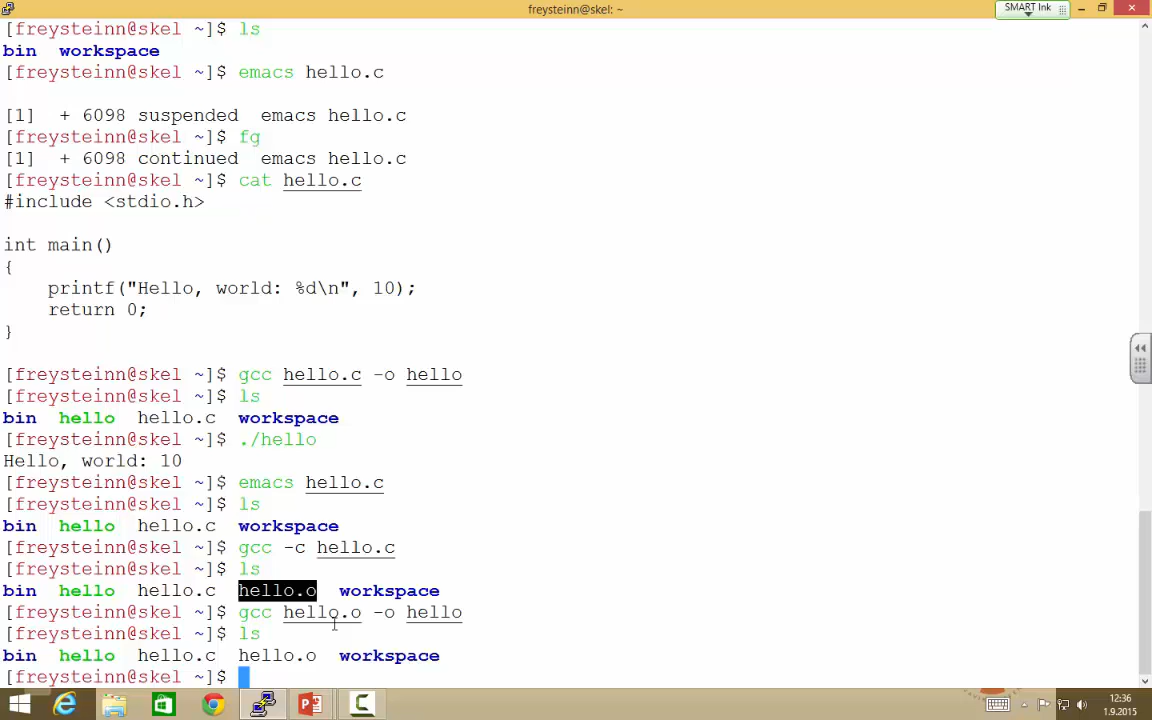 freysteinn@skel: ~
SMART Ink
[freysteinn@skel ~]$ ls
bin  workspace
[freysteinn@skel ~]$ emacs hello.c

[1]  + 6098 suspended  emacs hello.c
[freysteinn@skel ~]$ fg
[1]  + 6098 continued  emacs hello.c
[freysteinn@skel ~]$ cat hello.c
#include <stdio.h>

int main()
{
    printf("Hello, world: %d\n", 10);
    return 0;
}

[freysteinn@skel ~]$ gcc hello.c -o hello
[freysteinn@skel ~]$ ls
bin  hello  hello.c  workspace
[freysteinn@skel ~]$ ./hello
Hello, world: 10
[freysteinn@skel ~]$ emacs hello.c
[freysteinn@skel ~]$ ls
bin  hello  hello.c  workspace
[freysteinn@skel ~]$ gcc -c hello.c
[freysteinn@skel ~]$ ls
bin  hello  hello.c  hello.o  workspace
[freysteinn@skel ~]$ gcc hello.o -o hello
[freysteinn@skel ~]$ ls
bin  hello  hello.c  hello.o  workspace
[freysteinn@skel ~]$
12:36
1.9.2015